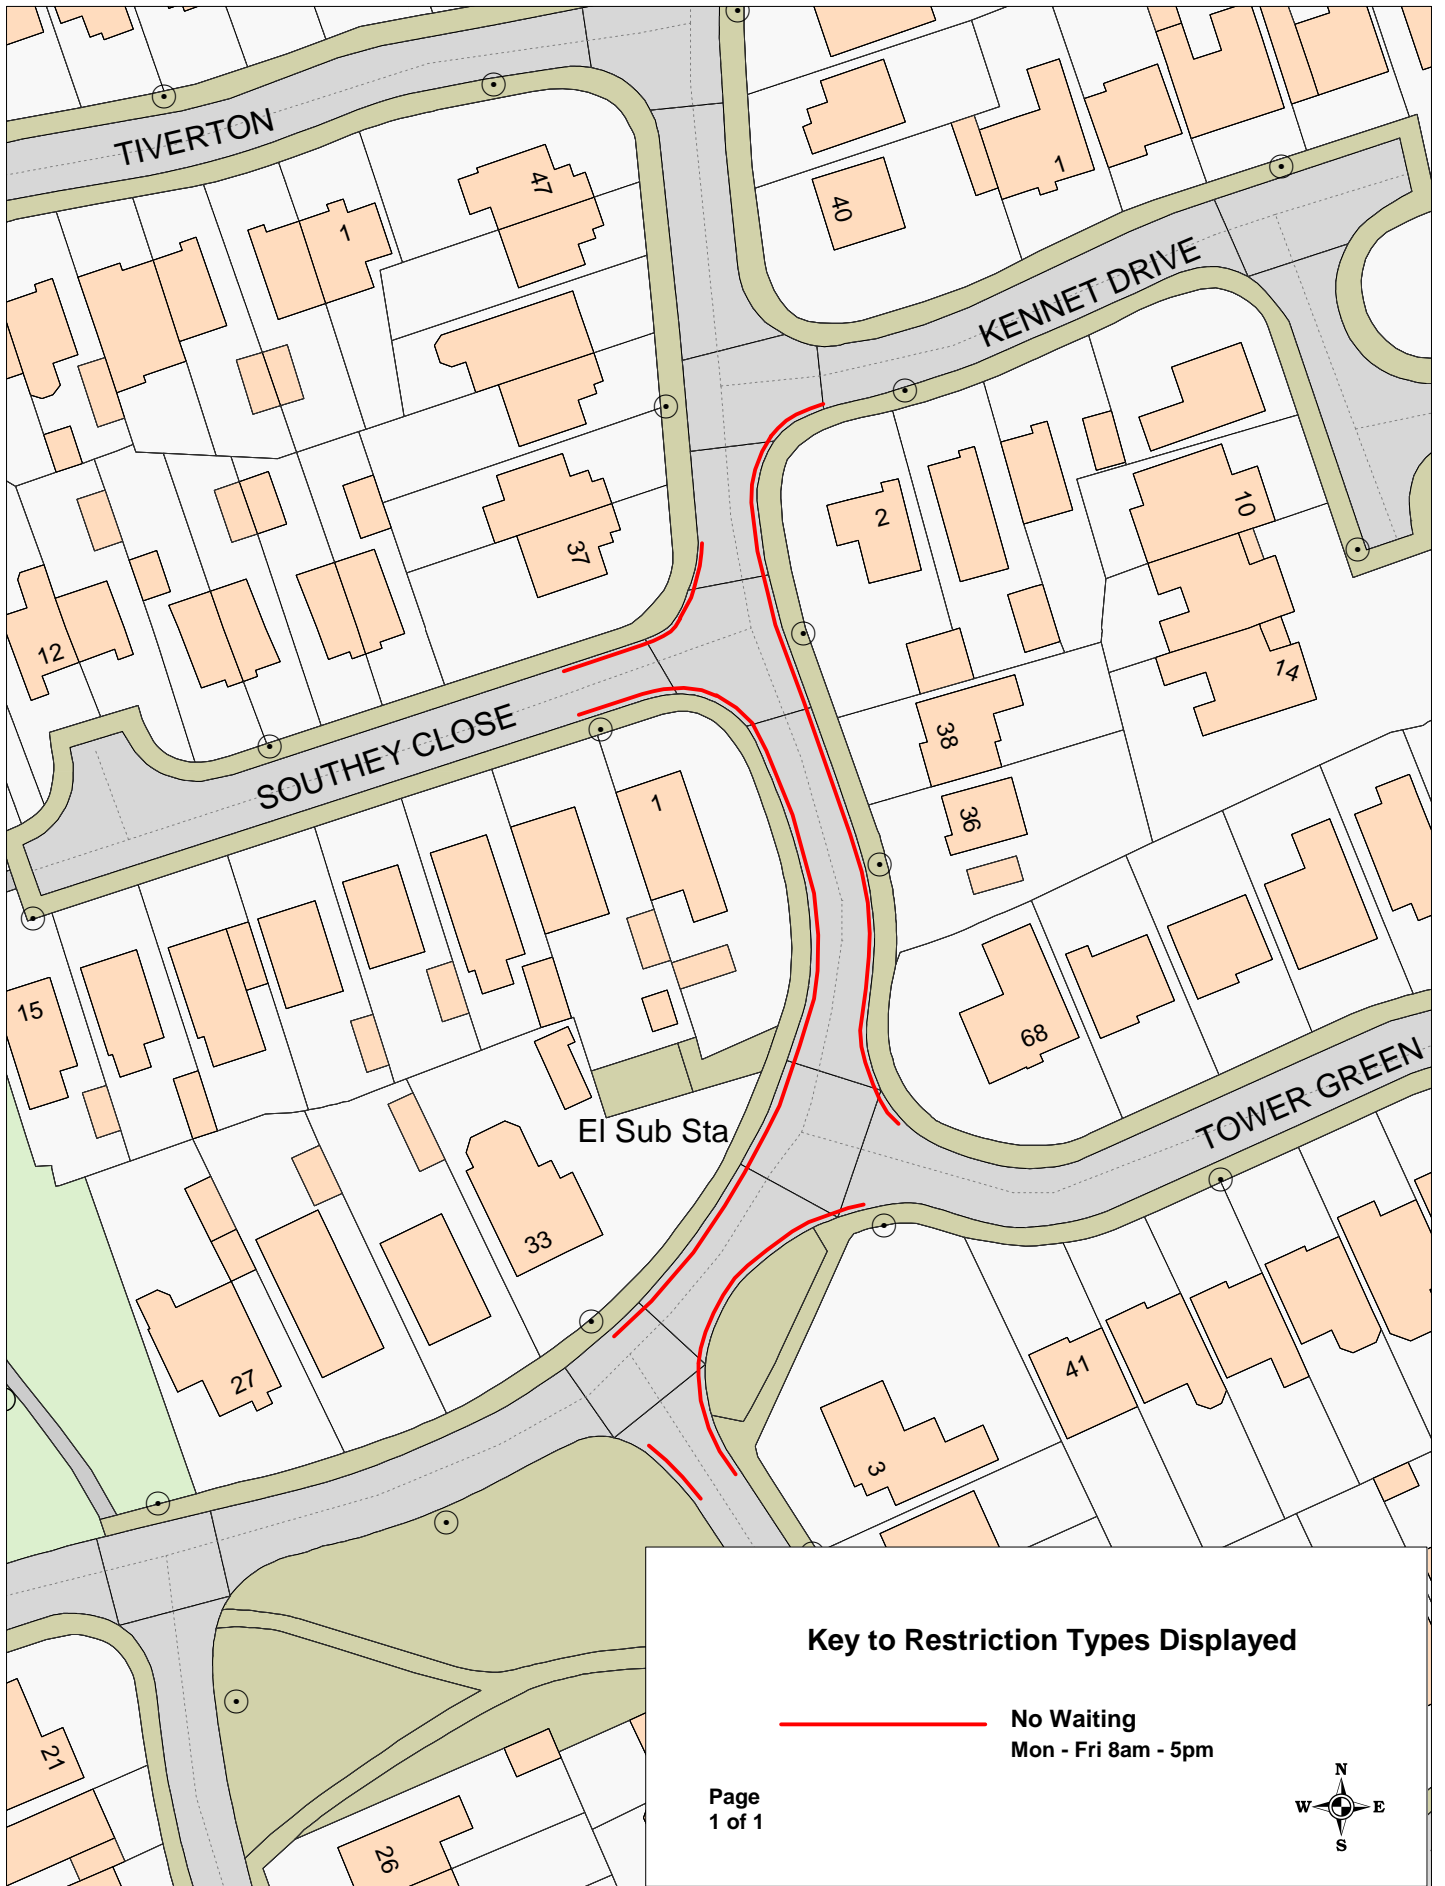 TIVERTON
47
1
40
1
KENNET DRIVE
2
10
37
12
14
SOUTHEY CLOSE
38
1
36
15
68
TOWER GREEN
El Sub Sta
33
27
41
3
21
26
Key to Restriction Types Displayed
No Waiting
Mon - Fri 8am - 5pm
Page
1 of 1
N
W E
S